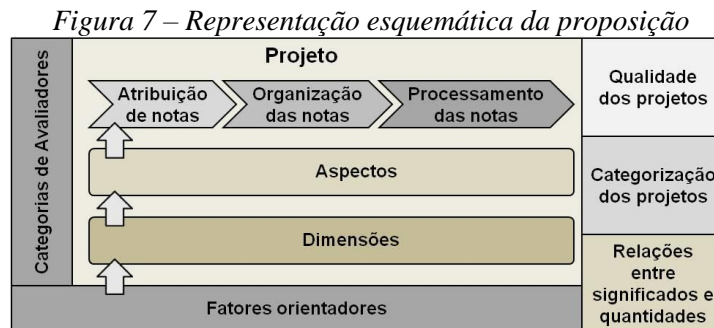 Figura 7 – Representação esquemática da proposição
Categorias de Avaliadores
Projeto
Atribuição
de notas
Organização
das notas
Processamento
das notas
Aspectos
Dimensões
Fatores orientadores
Qualidade
dos projetos
Categorização
dos projetos
Relações
entre
significados e
quantidades